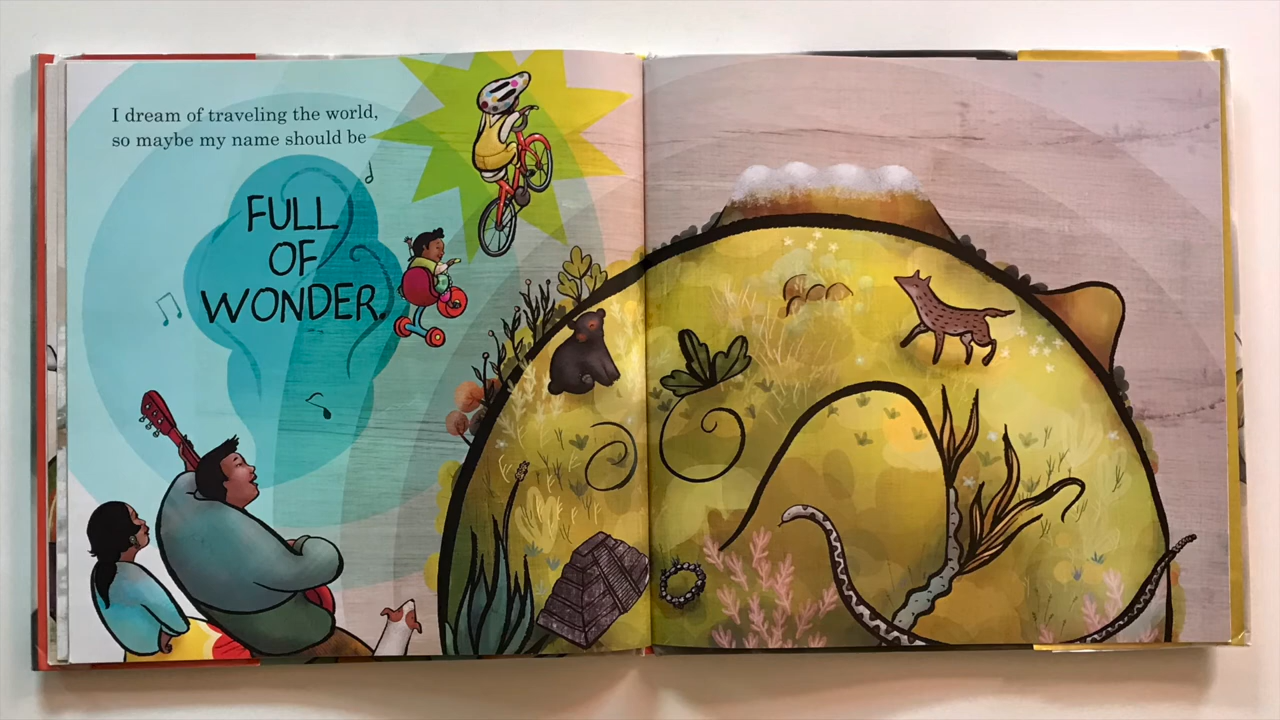 I dream of traveling the world,
so maybe my name should be
FULL
OF
WONDER.